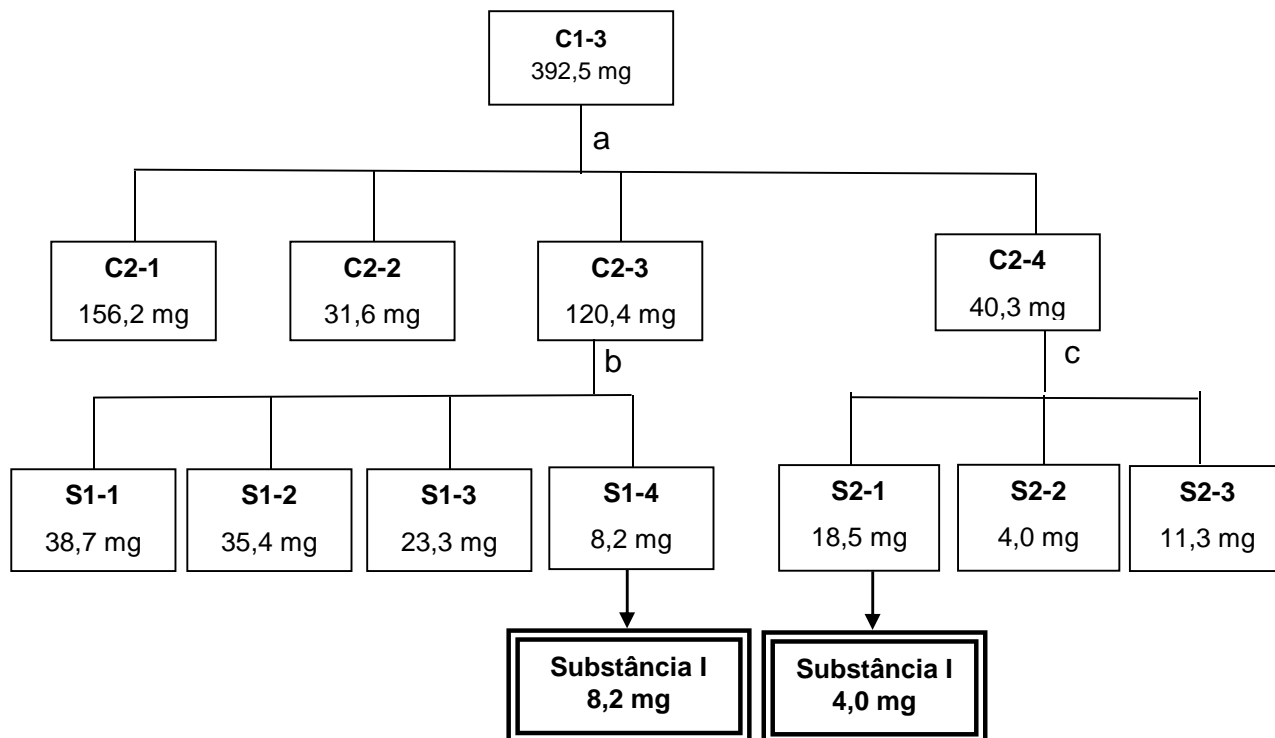 C1-3
392,5 mg
a
C2-1
156,2 mg
C2-2
31,6 mg
C2-3
120,4 mg
C2-4
40,3 mg
b
c
S1-1
38,7 mg
S1-2
35,4 mg
S1-3
23,3 mg
S1-4
8,2 mg
S2-1
18,5 mg
S2-2
4,0 mg
S2-3
11,3 mg
Substância I
8,2 mg
Substância I
4,0 mg